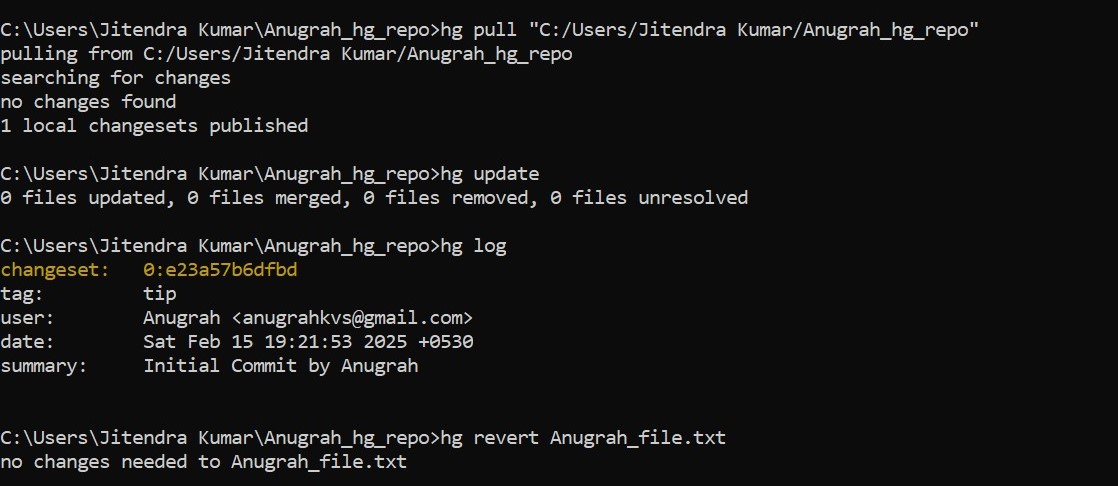 C:\Users\Jitendra Kumar\Anugrah_hg_repo>hg pull "C:/Users/Jitendra Kumar/Anugrah_hg_repo"
pulling from C:/Users/Jitendra Kumar/Anugrah_hg_repo
searching for changes
no changes found
1 local changesets published
C:\Users\Jitendra Kumar\Anugrah_hg_repo>hg update
0 files updated, 0 files merged, 0 files removed, 0 files unresolved
C:\Users\Jitendra Kumar\Anugrah_hg_repo>hg log
changeset:   0:e23a57b6dfbd
tag:         tip
user:        Anugrah <anugrahkvs@gmail.com>
date:        Sat Feb 15 19:21:53 2025 +0530
summary:     Initial Commit by Anugrah
C:\Users\Jitendra Kumar\Anugrah_hg_repo>hg revert Anugrah_file.txt
no changes needed to Anugrah_file.txt